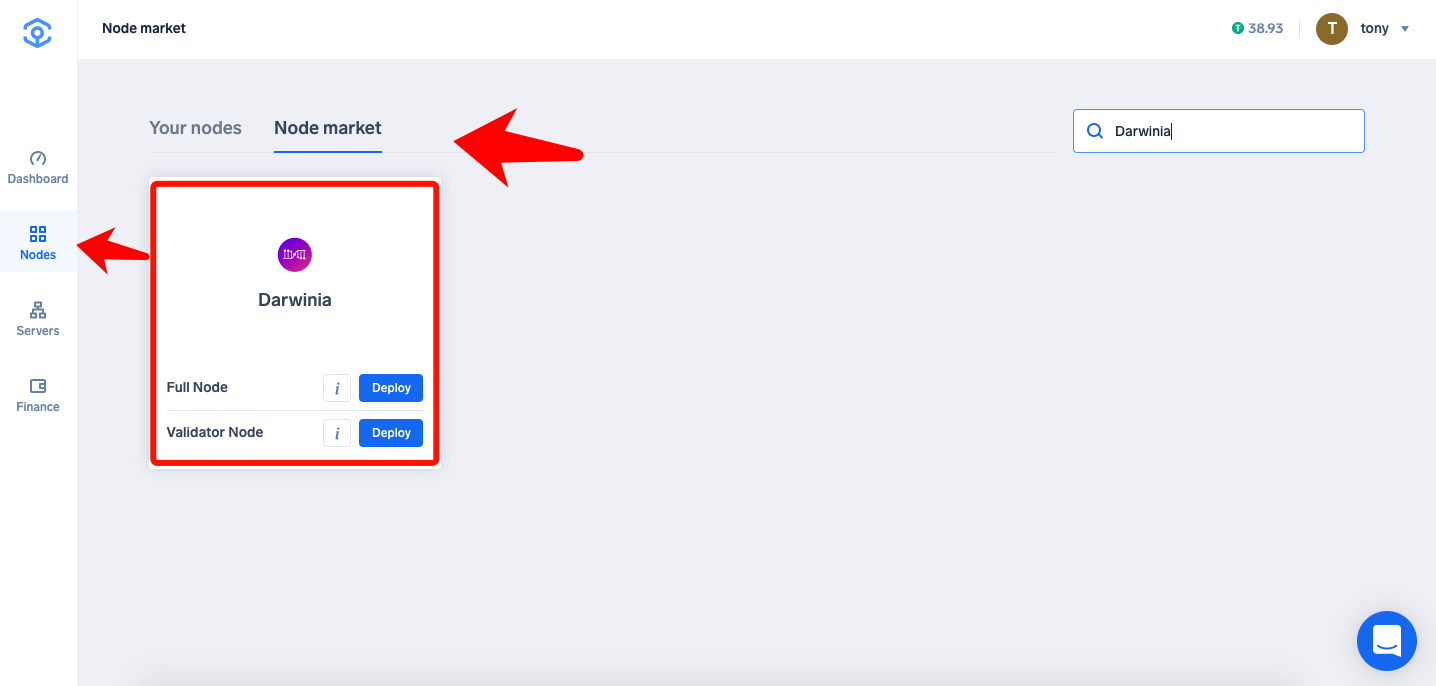 Node market
38.93
T
tony
Your nodes
Node market
Darwinia
Dashboard
Nodes
Servers
Finance
Darwinia
Full Node
i
Deploy
Validator Node
i
Deploy